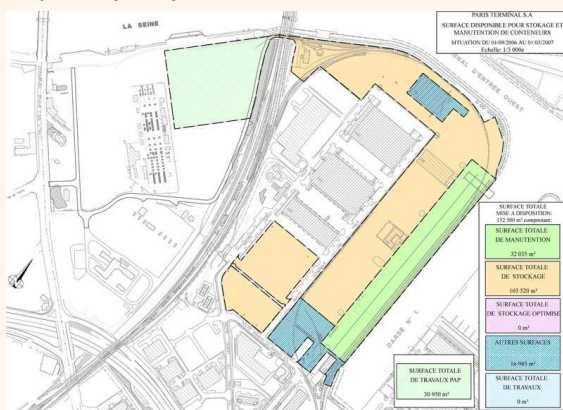 LA SEINE
PARIS TERMINAL S.A.
SURFACE DISPONIBLE POUR STOKAGE ET
MANUTENTION DE CONTENEURS
SITUATION DU 01/09/2006 AU 01/03/2007
Echelle: 1/3 000e
CHENAL D'ENTREE OUEST
SURFACE TOTALE
MISE A DISPOSITION:
152 500 m² comprenant:
SURFACE TOTALE
DE MANUTENTION
32 035 m²
SURFACE TOTALE
DE STOCKAGE
103 520 m²
SURFACE TOTALE
DE STOCKAGE OPTIMISE
0 m²
AUTRES SURFACES
16 945 m²
SURFACE TOTALE
DE TRAVAUX
0 m²
DARSE N° 1
SURFACE TOTALE
DE TRAVAUX PAP
30 950 m²